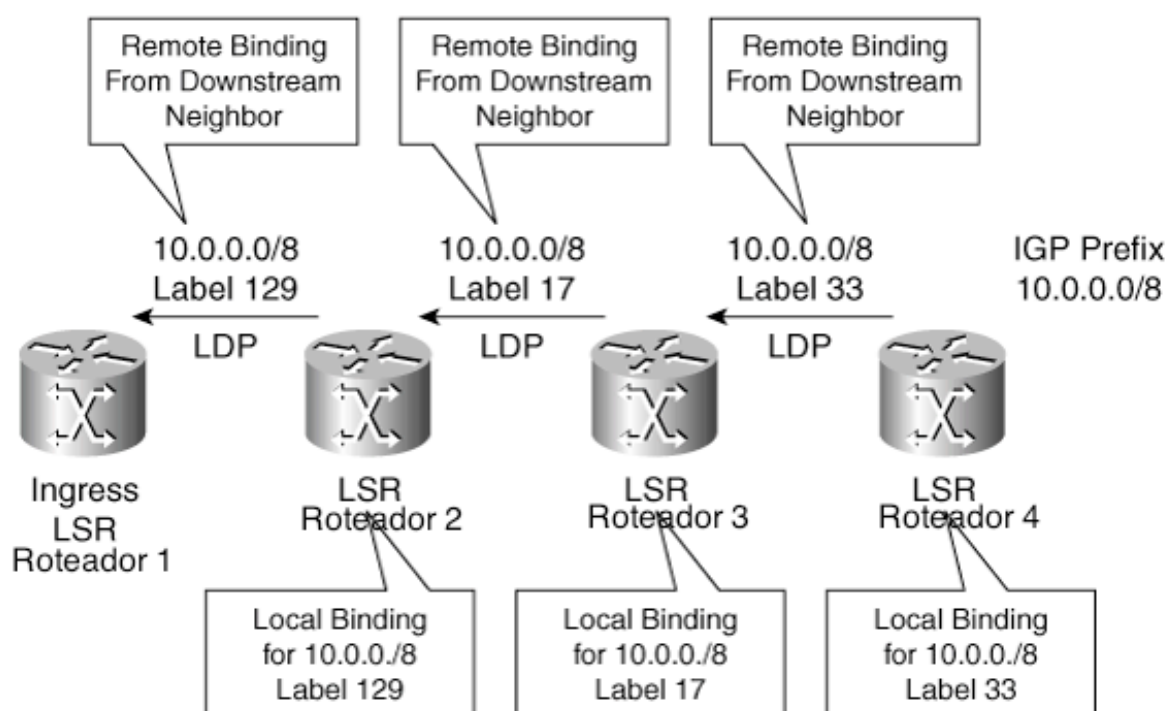 Remote Binding
From Downstream
Neighbor
Remote Binding
From Downstream
Neighbor
Remote Binding
From Downstream
Neighbor
10.0.0.0/8
Label 129
LDP
10.0.0.0/8
Label 17
LDP
10.0.0.0/8
Label 33
LDP
IGP Prefix
10.0.0.0/8
Ingress
LSR
Roteador 1
LSR
Roteador 2
LSR
Roteador 3
LSR
Roteador 4
Local Binding
for 10.0.0./8
Label 129
Local Binding
for 10.0.0./8
Label 17
Local Binding
for 10.0.0./8
Label 33